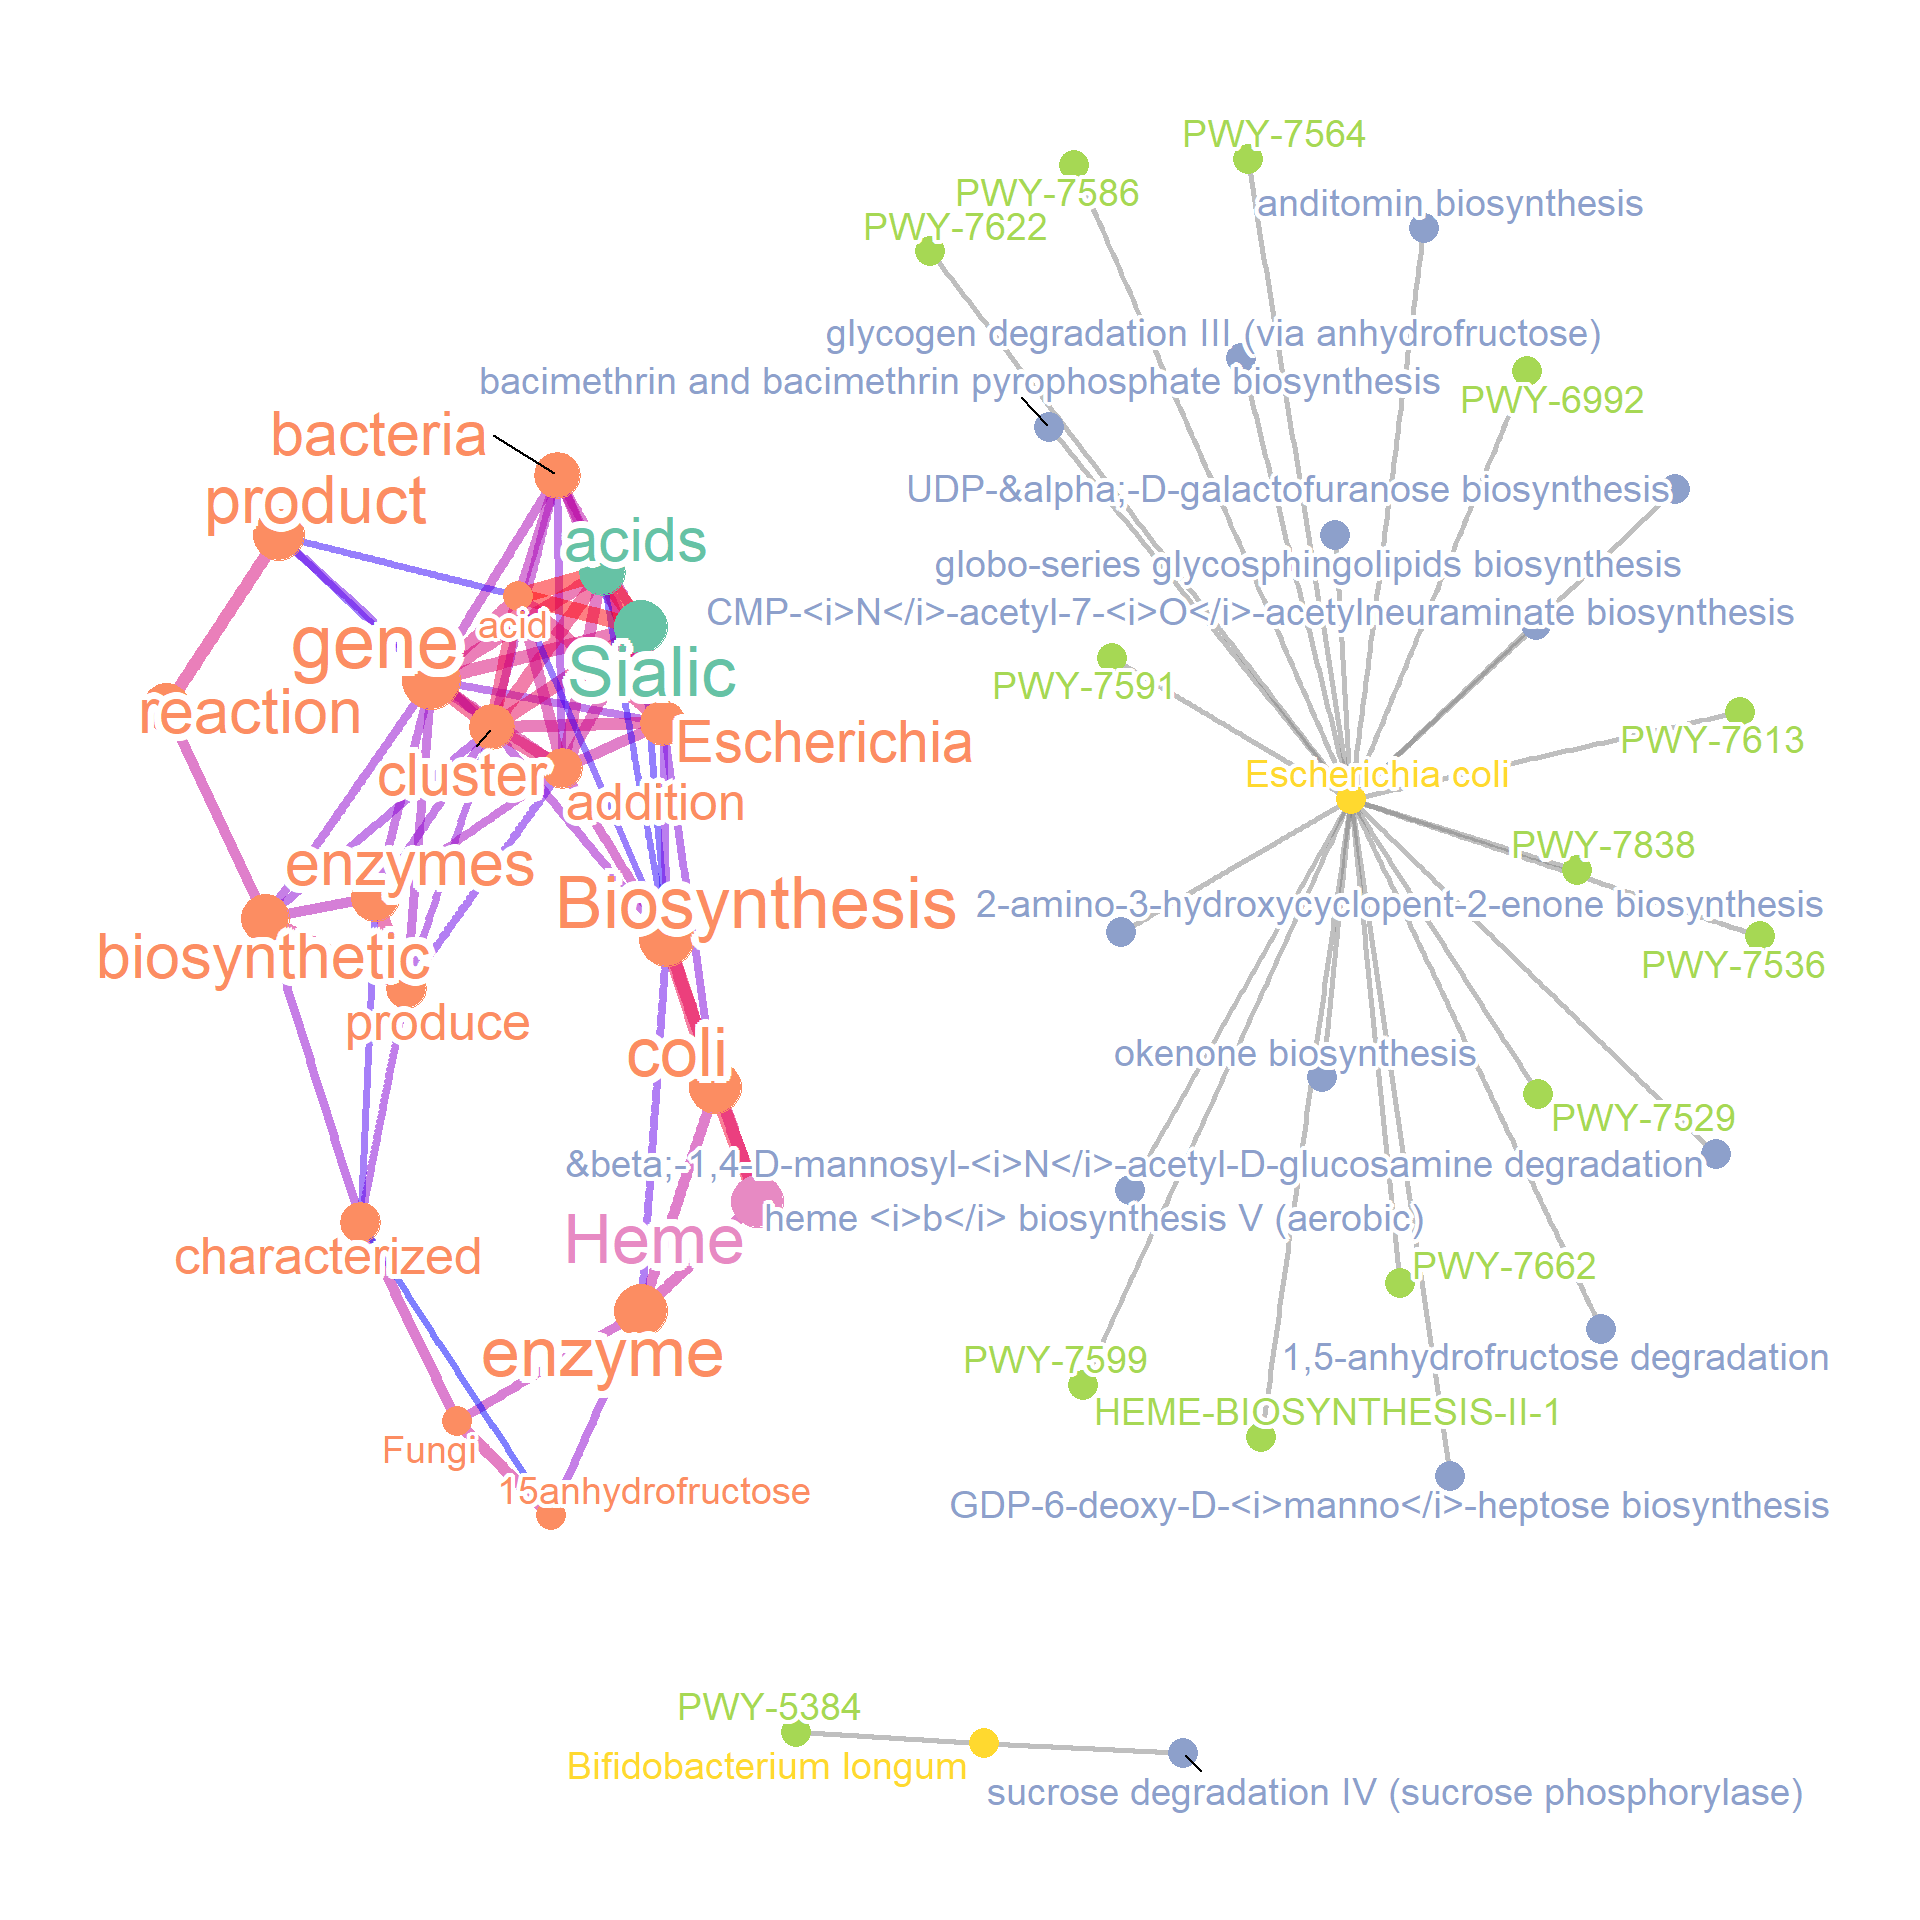 PWY-7564
PWY-7586
anditomin biosynthesis
PWY-7622
glycogen degradation III (via anhydrofructose)
bacimethrin and bacimethrin pyrophosphate biosynthesis
PWY-6992
bacteria
product
UDP-&alpha;-D-galactofuranose biosynthesis
acids
globo-series glycosphingolipids biosynthesis
CMP-<i>N</i>-acetyl-7-<i>O</i>-acetylneuraminate biosynthesis
acid
gene
Sialic
PWY-7591
reaction
Escherichia
PWY-7613
cluster
Escherichia coli
addition
PWY-7838
enzymes
Biosynthesis
2-amino-3-hydroxycyclopent-2-enone biosynthesis
biosynthetic
PWY-7536
produce
coli
okenone biosynthesis
PWY-7529
&beta;-1,4-D-mannosyl-<i>N</i>-acetyl-D-glucosamine degradation
heme <i>b</i> biosynthesis V (aerobic)
Heme
characterized
PWY-7662
enzyme
PWY-7599
1,5-anhydrofructose degradation
HEME-BIOSYNTHESIS-II-1
Fungi
15anhydrofructose
GDP-6-deoxy-D-<i>manno</i>-heptose biosynthesis
PWY-5384
Bifidobacterium longum
sucrose degradation IV (sucrose phosphorylase)